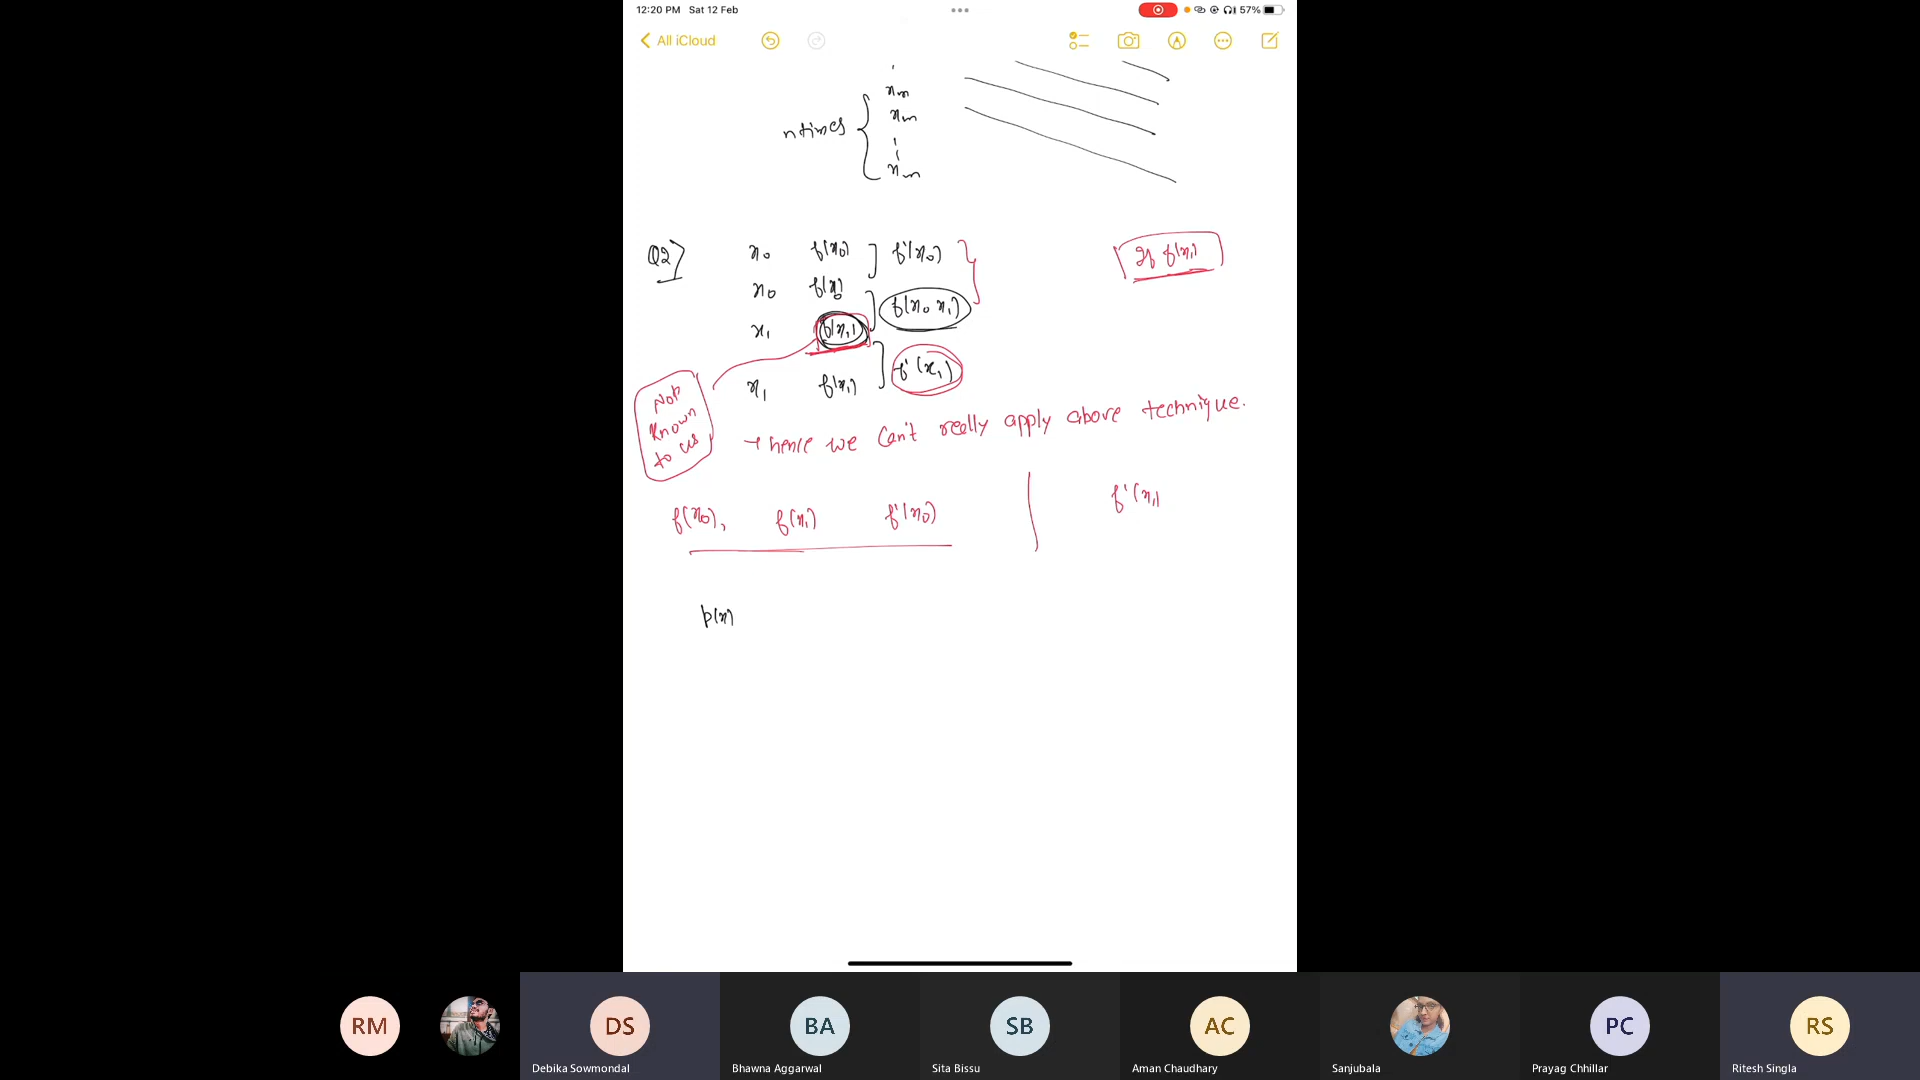 12:20 PM Sat 12 Feb
57%
All iCloud
xm
n times
xm
xm
Q2)
x0 f(x0) f'(x0)
If f(x1)
x0 f(x0)
f(x0 x1)
x1 f(x1)
f'(x1)
x1 f(x1)
Not
known
to us
→ hence we can't really apply above technique.
f(x0), f(x1) f'(x0)
f'(x1)
p(x)
RM
DS
BA
SB
AC
PC
RS
Debika Sowmondal
Bhawna Aggarwal
Sita Bissu
Aman Chaudhary
Sanjubala
Prayag Chhillar
Ritesh Singla